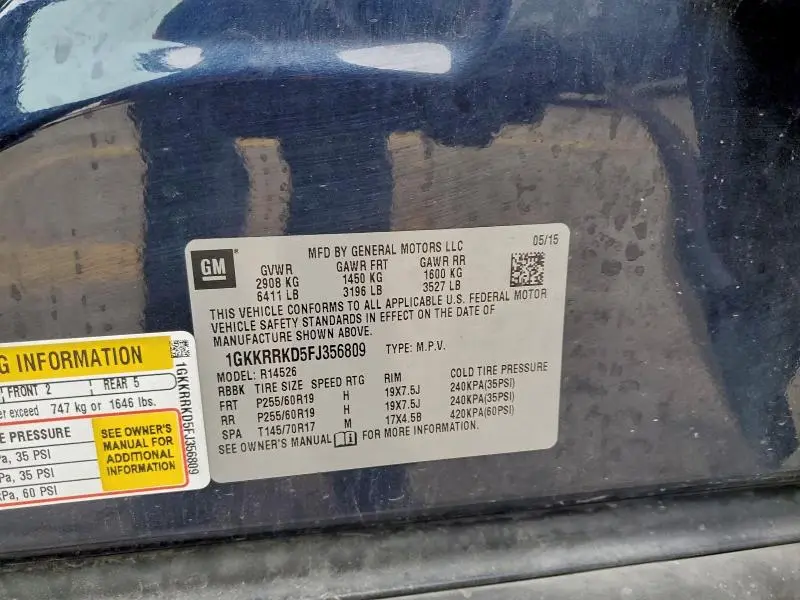 GM
MFD BY GENERAL MOTORS LLC 05/15
GVWR GAWR FRT GAWR RR
2908 KG 1450 KG 1600 KG
6411 LB 3196 LB 3527 LB
THIS VEHICLE CONFORMS TO ALL APPLICABLE U.S. FEDERAL MOTOR
VEHICLE SAFETY STANDARDS IN EFFECT ON THE DATE OF
MANUFACTURE SHOWN ABOVE.
1GKKRRKD5FJ356809 TYPE: M.P.V.
MODEL: R14526
RBBK TIRE SIZE SPEED RTG RIM COLD TIRE PRESSURE
FRT P255/60R19 H 19X7.5J 240KPA(35PSI)
RR P255/60R19 H 19X7.5J 240KPA(35PSI)
SPA T145/70R17 M 17X4.5B 420KPA(60PSI)
SEE OWNER'S MANUAL FOR MORE INFORMATION.
G INFORMATION
FRONT 2 REAR 5
er exceed 747 kg or 1646 lbs.
E PRESSURE
Pa, 35 PSI
Pa, 35 PSI
kPa, 60 PSI
SEE OWNER'S
MANUAL FOR
ADDITIONAL
INFORMATION
1GKKRRKD5FJ356809